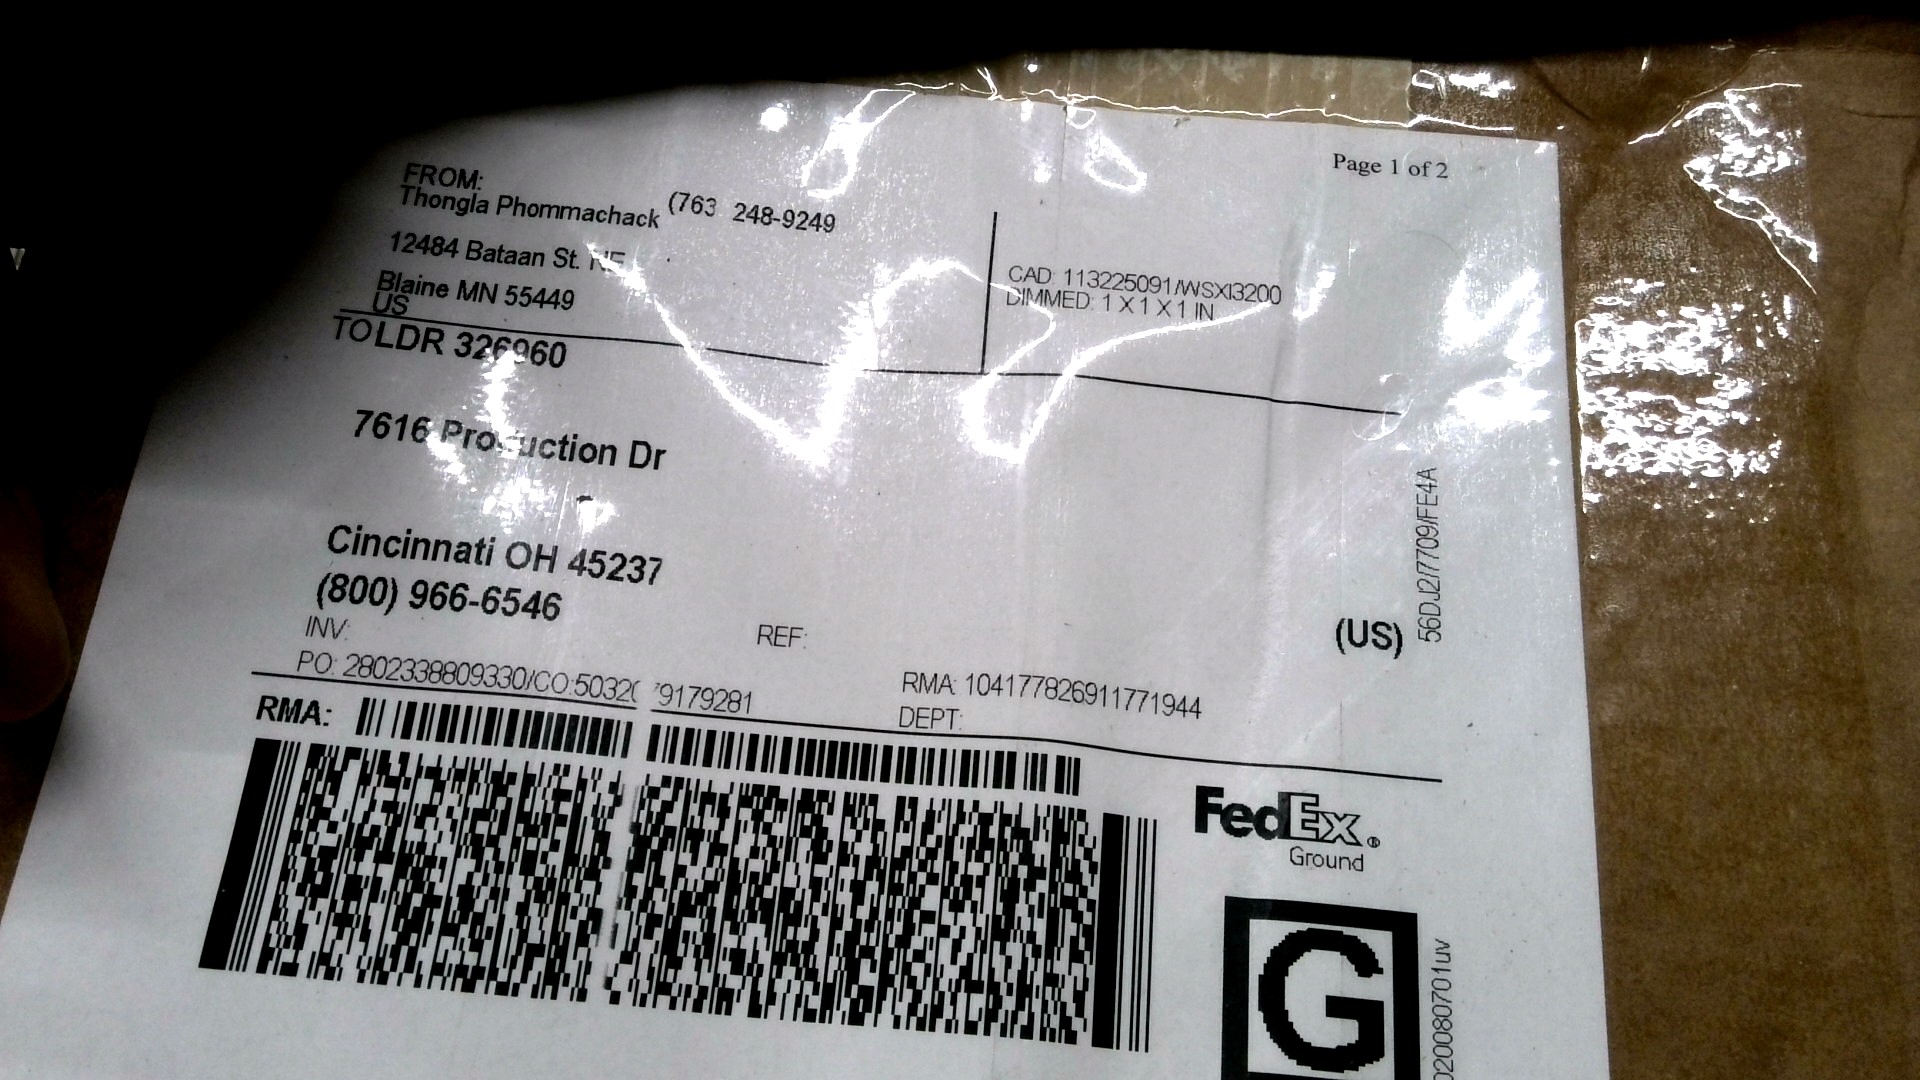 Page 1 of 2
FROM:
Thongla Phommachack (763 248-9249
12484 Bataan St. NE
Blaine MN 55449
US
CAD: 113225091/WSXI3200
DIMMED: 1 X 1 X 1 IN
TO LDR 326960
7616 Production Dr
Cincinnati OH 45237
(800) 966-6546
(US)
56DJ2/7709/FE4A
INV:
REF:
PO: 2802338809330/CO:5032 9179281
RMA: 104177826911771944
DEPT:
RMA:
FedEx®
Ground
G